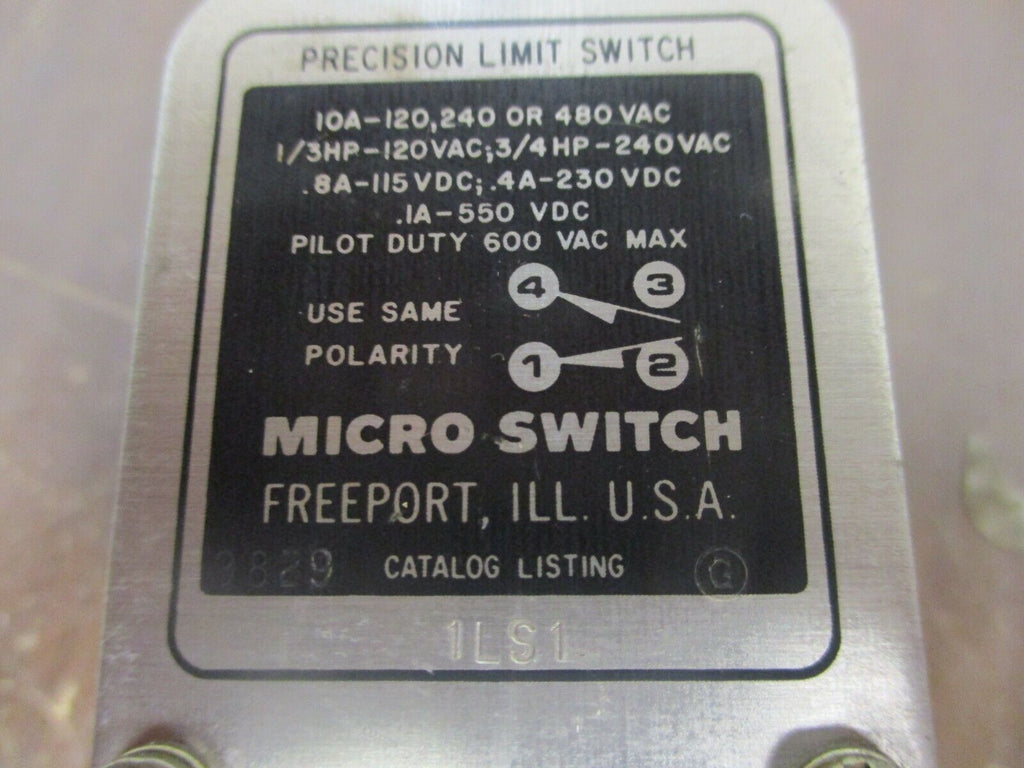 PRECISION LIMIT SWITCH
10A-120,240 OR 480 VAC
1/3HP-120VAC;3/4HP-240VAC
.8A-115VDC; .4A-230VDC
.1A-550 VDC
PILOT DUTY 600 VAC MAX
4 3
USE SAME
POLARITY
1 2
MICRO SWITCH
FREEPORT, ILL. U.S.A.
CATALOG LISTING G
1LS1